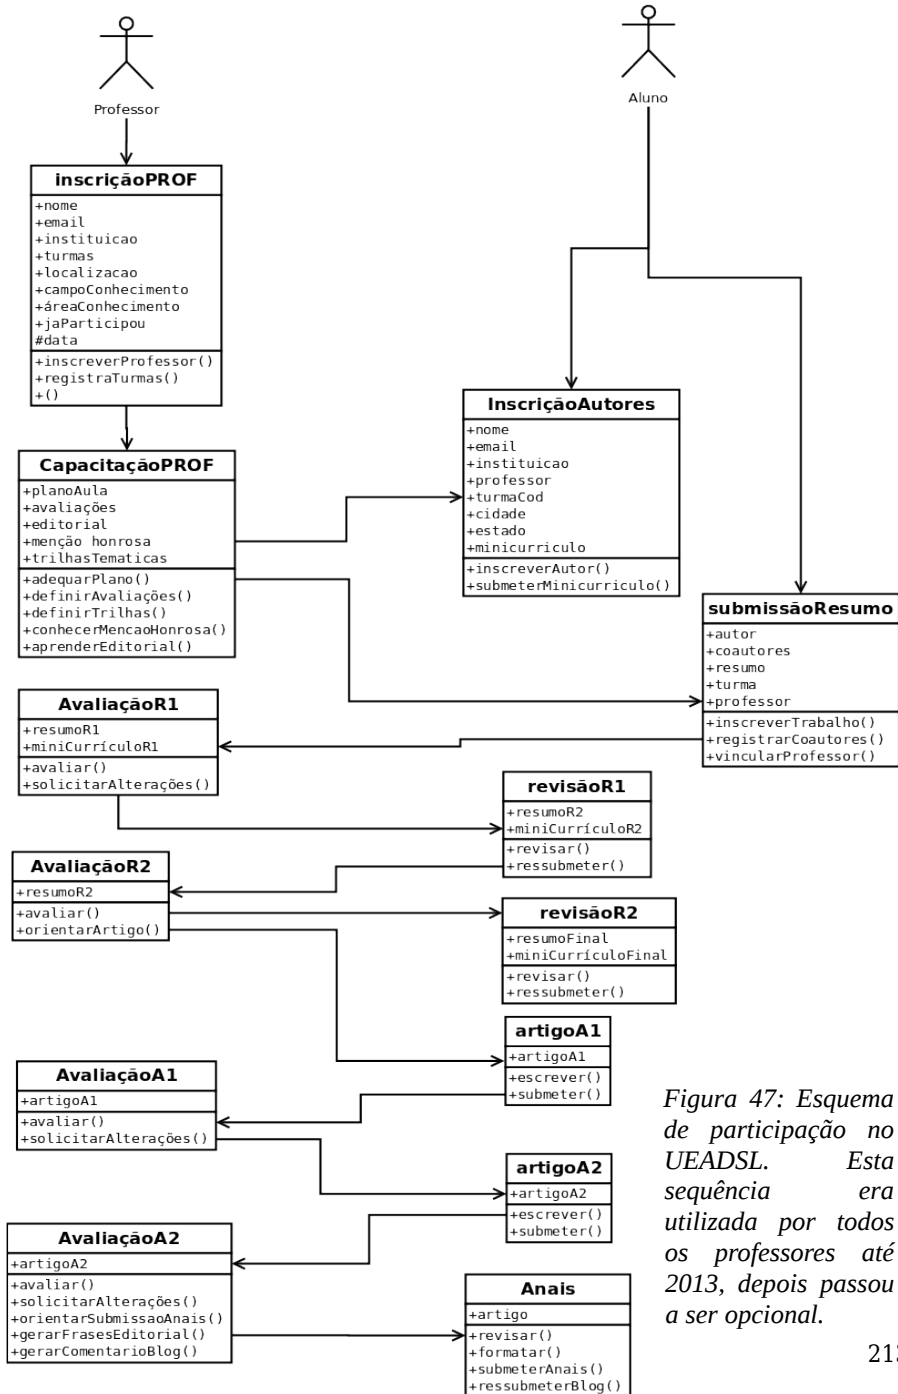 Professor
Aluno
inscriçãoPROF
+nome
+email
+instituicao
+turmas
+localizacao
+campoConhecimento
+áreaConhecimento
+jaParticipou
#data
+inscreverProfessor()
+registraTurmas()
+()
InscriçãoAutores
+nome
+email
+instituicao
+professor
+turmaCod
+cidade
+estado
+minicurriculo
+inscreverAutor()
+submeterMinicurriculo()
CapacitaçãoPROF
+planoAula
+avaliações
+editorial
+menção honrosa
+trilhasTematicas
+adequarPlano()
+definirAvaliações()
+definirTrilhas()
+conhecerMencaoHonrosa()
+aprenderEditorial()
submissãoResumo
+autor
+coautores
+resumo
+turma
+professor
+inscreverTrabalho()
+registrarCoautores()
+vincularProfessor()
AvaliaçãoR1
+resumoR1
+miniCurrículoR1
+avaliar()
+solicitarAlterações()
revisãoR1
+resumoR2
+miniCurrículoR2
+revisar()
+ressubmeter()
AvaliaçãoR2
+resumoR2
+avaliar()
+orientarArtigo()
revisãoR2
+resumoFinal
+miniCurrículoFinal
+revisar()
+ressubmeter()
artigoA1
+artigoA1
+escrever()
+submeter()
AvaliaçãoA1
+artigoA1
+avaliar()
+solicitarAlterações()
artigoA2
+artigoA2
+escrever()
+submeter()
AvaliaçãoA2
+artigoA2
+avaliar()
+solicitarAlterações()
+orientarSubmissaoAnais()
+gerarFrasesEditorial()
+gerarComentarioBlog()
Anais
+artigo
+revisar()
+formatar()
+submeterAnais()
+ressubmeterBlog()
Figura 47: Esquema
de participação no
UEADSL. Esta
sequência era
utilizada por todos
os professores até
2013, depois passou
a ser opcional.
213